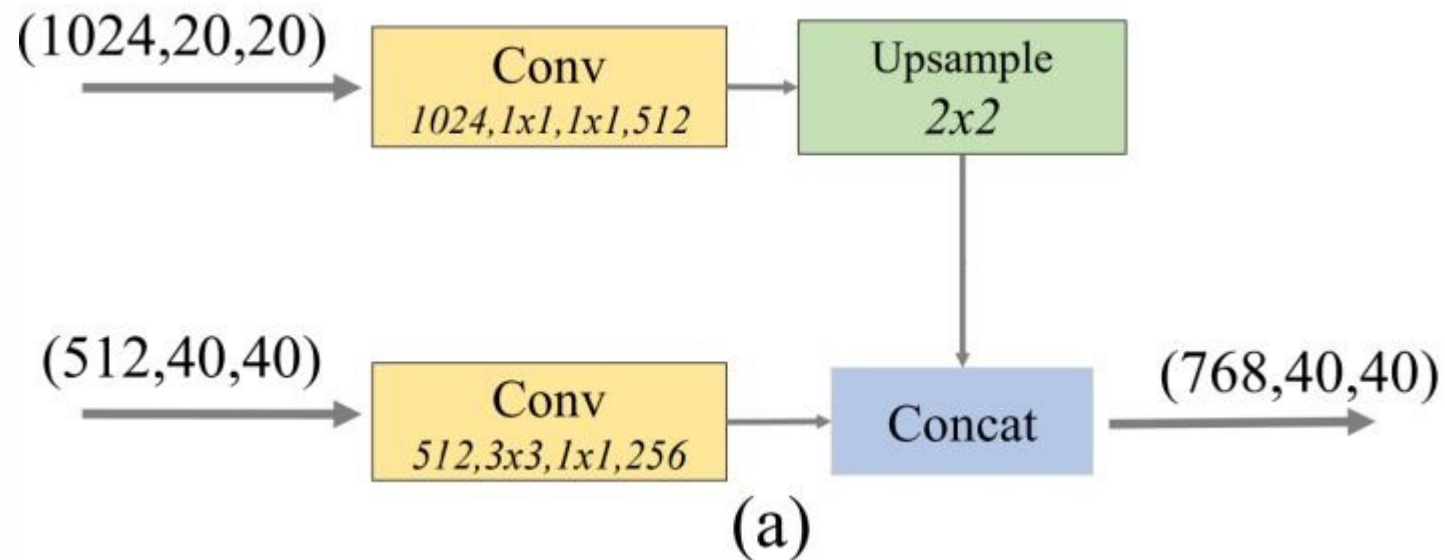 (1024,20,20)
Conv
1024,1x1,1x1,512
Upsample
2x2
(512,40,40)
Conv
512,3x3,1x1,256
Concat
(768,40,40)
(a)